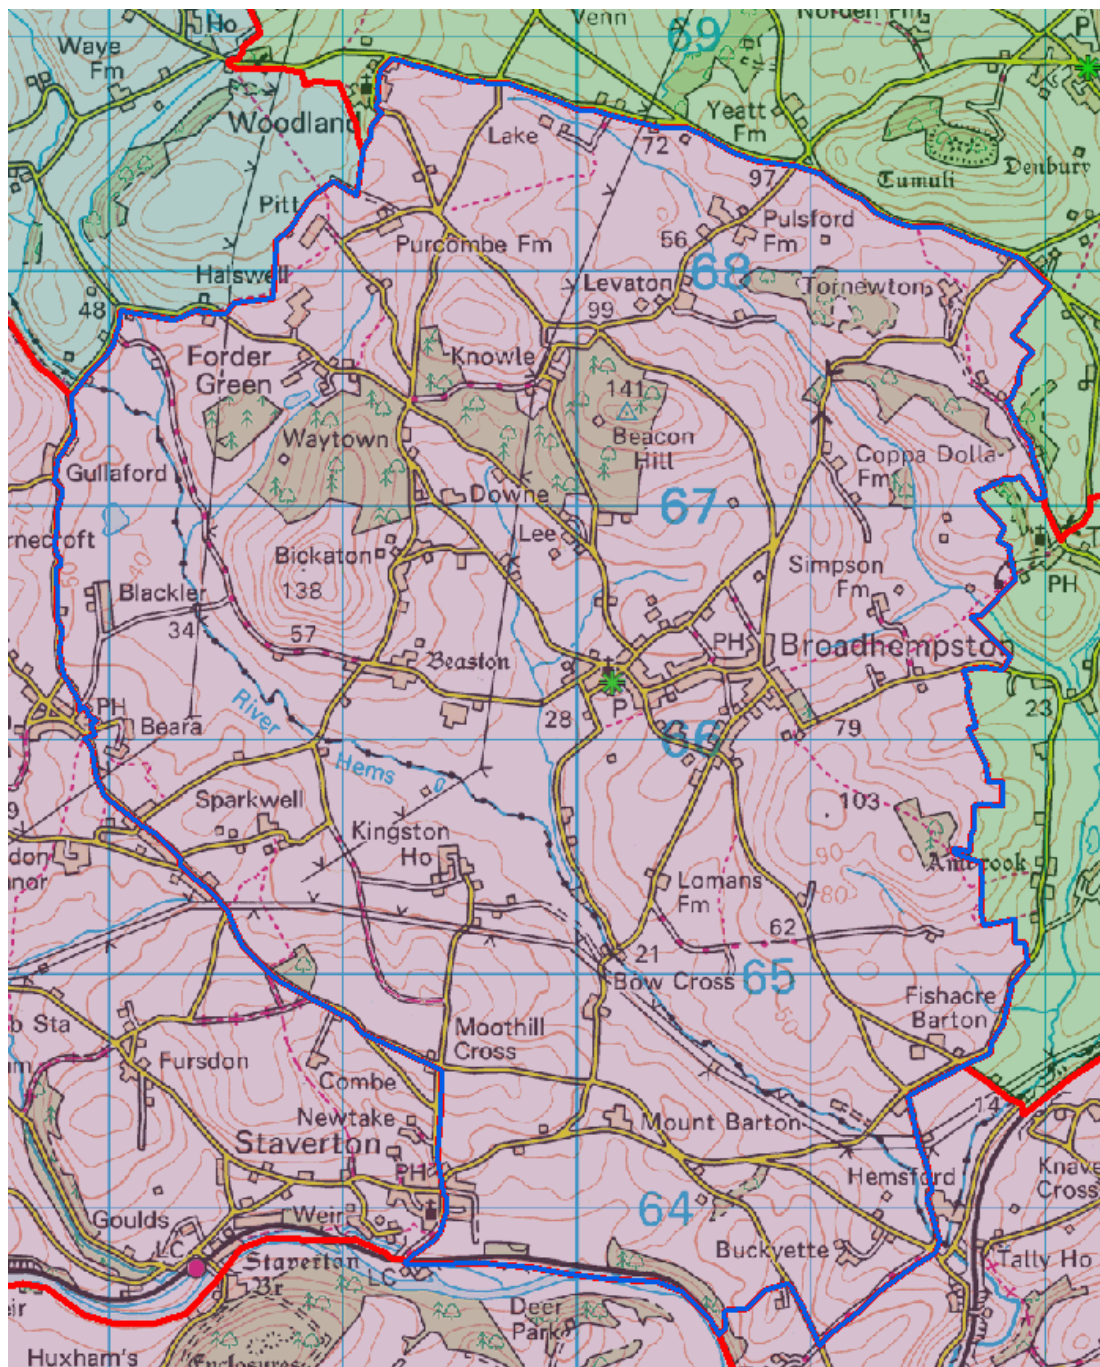 Ho
Venn
69
Norden Fm
P
Waye
Fm
Woodland
Lake
Yeatt
Fm
72
Tumuli
Denbury
97
Pitt
Purcombe Fm
56
Pulsford
Fm
Halswell
Levaton
68
Tornewton
48
99
Forder
Green
Knowle
141
Waytown
Beacon
Hill
Coppa Dolla
Fm
Gullaford
Downe
67
Lee
Bickaton
138
Simpson
Fm
PH
Blackler
34
57
Beaston
PH
Broadhempston
PH
Beara
River
Hems
28
P
66
79
23
Sparkwell
103
Kingston
Ho
90
80
Ambrook
Lomans
Fm
62
21
Bow Cross
65
50
Fishacre
Barton
Sta
Fursdon
Moothill
Cross
Combe
Newtake
Staverton
PH
Mount Barton
14
Hemsford
Knave
Cross
Goulds
Weir
64
Buckyette
LC
Staverton
Br
LC
Tally Ho
Deer
Park
Huxham's
Enclosures